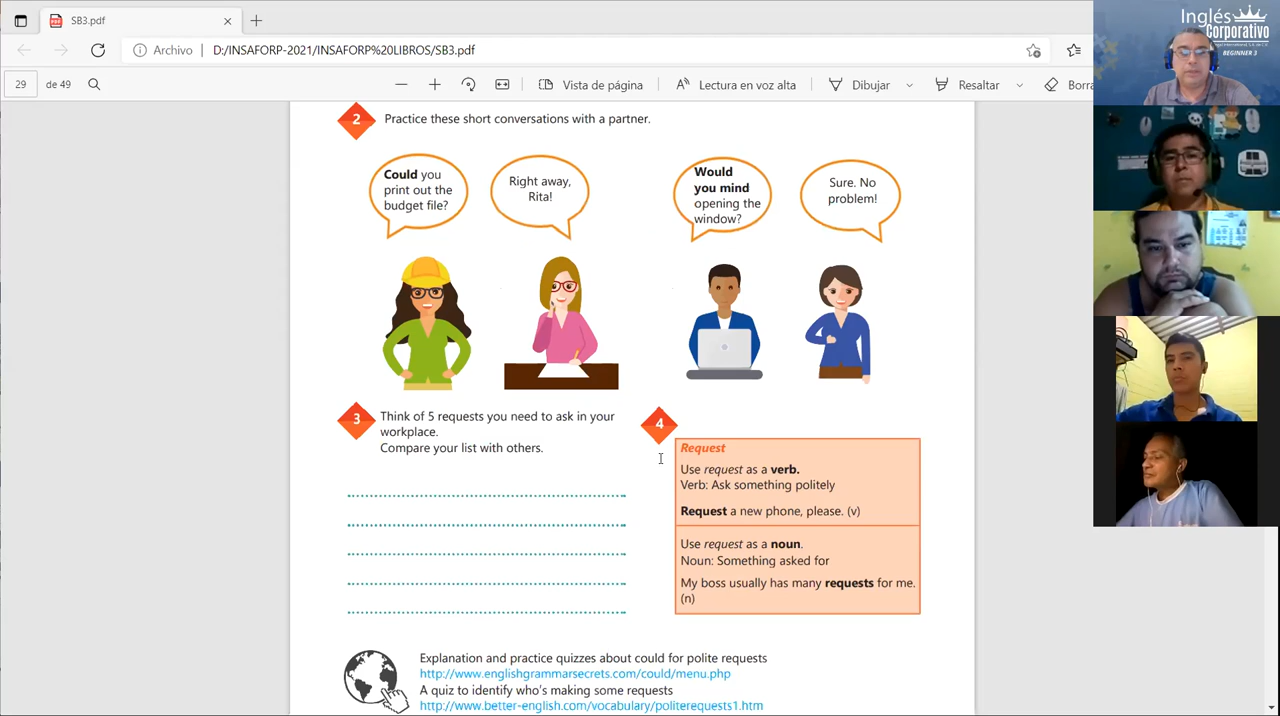 SB3.pdf
Archivo
D:/INSAFORP-2021/INSAFORP%20LIBROS/SB3.pdf
29
de 49
Vista de página
Lectura en voz alta
Dibujar
Resaltar
Borra
Inglés
Corporativo
BEGINNER 3
2
Practice these short conversations with a partner.
Could you
print out the
budget file?
Right away,
Rita!
Would
you mind
opening the
window?
Sure. No
problem!
3
Think of 5 requests you need to ask in your
workplace.
Compare your list with others.
4
Request
Use request as a verb.
Verb: Ask something politely
Request a new phone, please. (v)
Use request as a noun.
Noun: Something asked for
My boss usually has many requests for me.
(n)
Explanation and practice quizzes about could for polite requests
http://www.englishgrammarsecrets.com/could/menu.php
A quiz to identify who's making some requests
http://www.better-english.com/vocabulary/politerequests1.htm